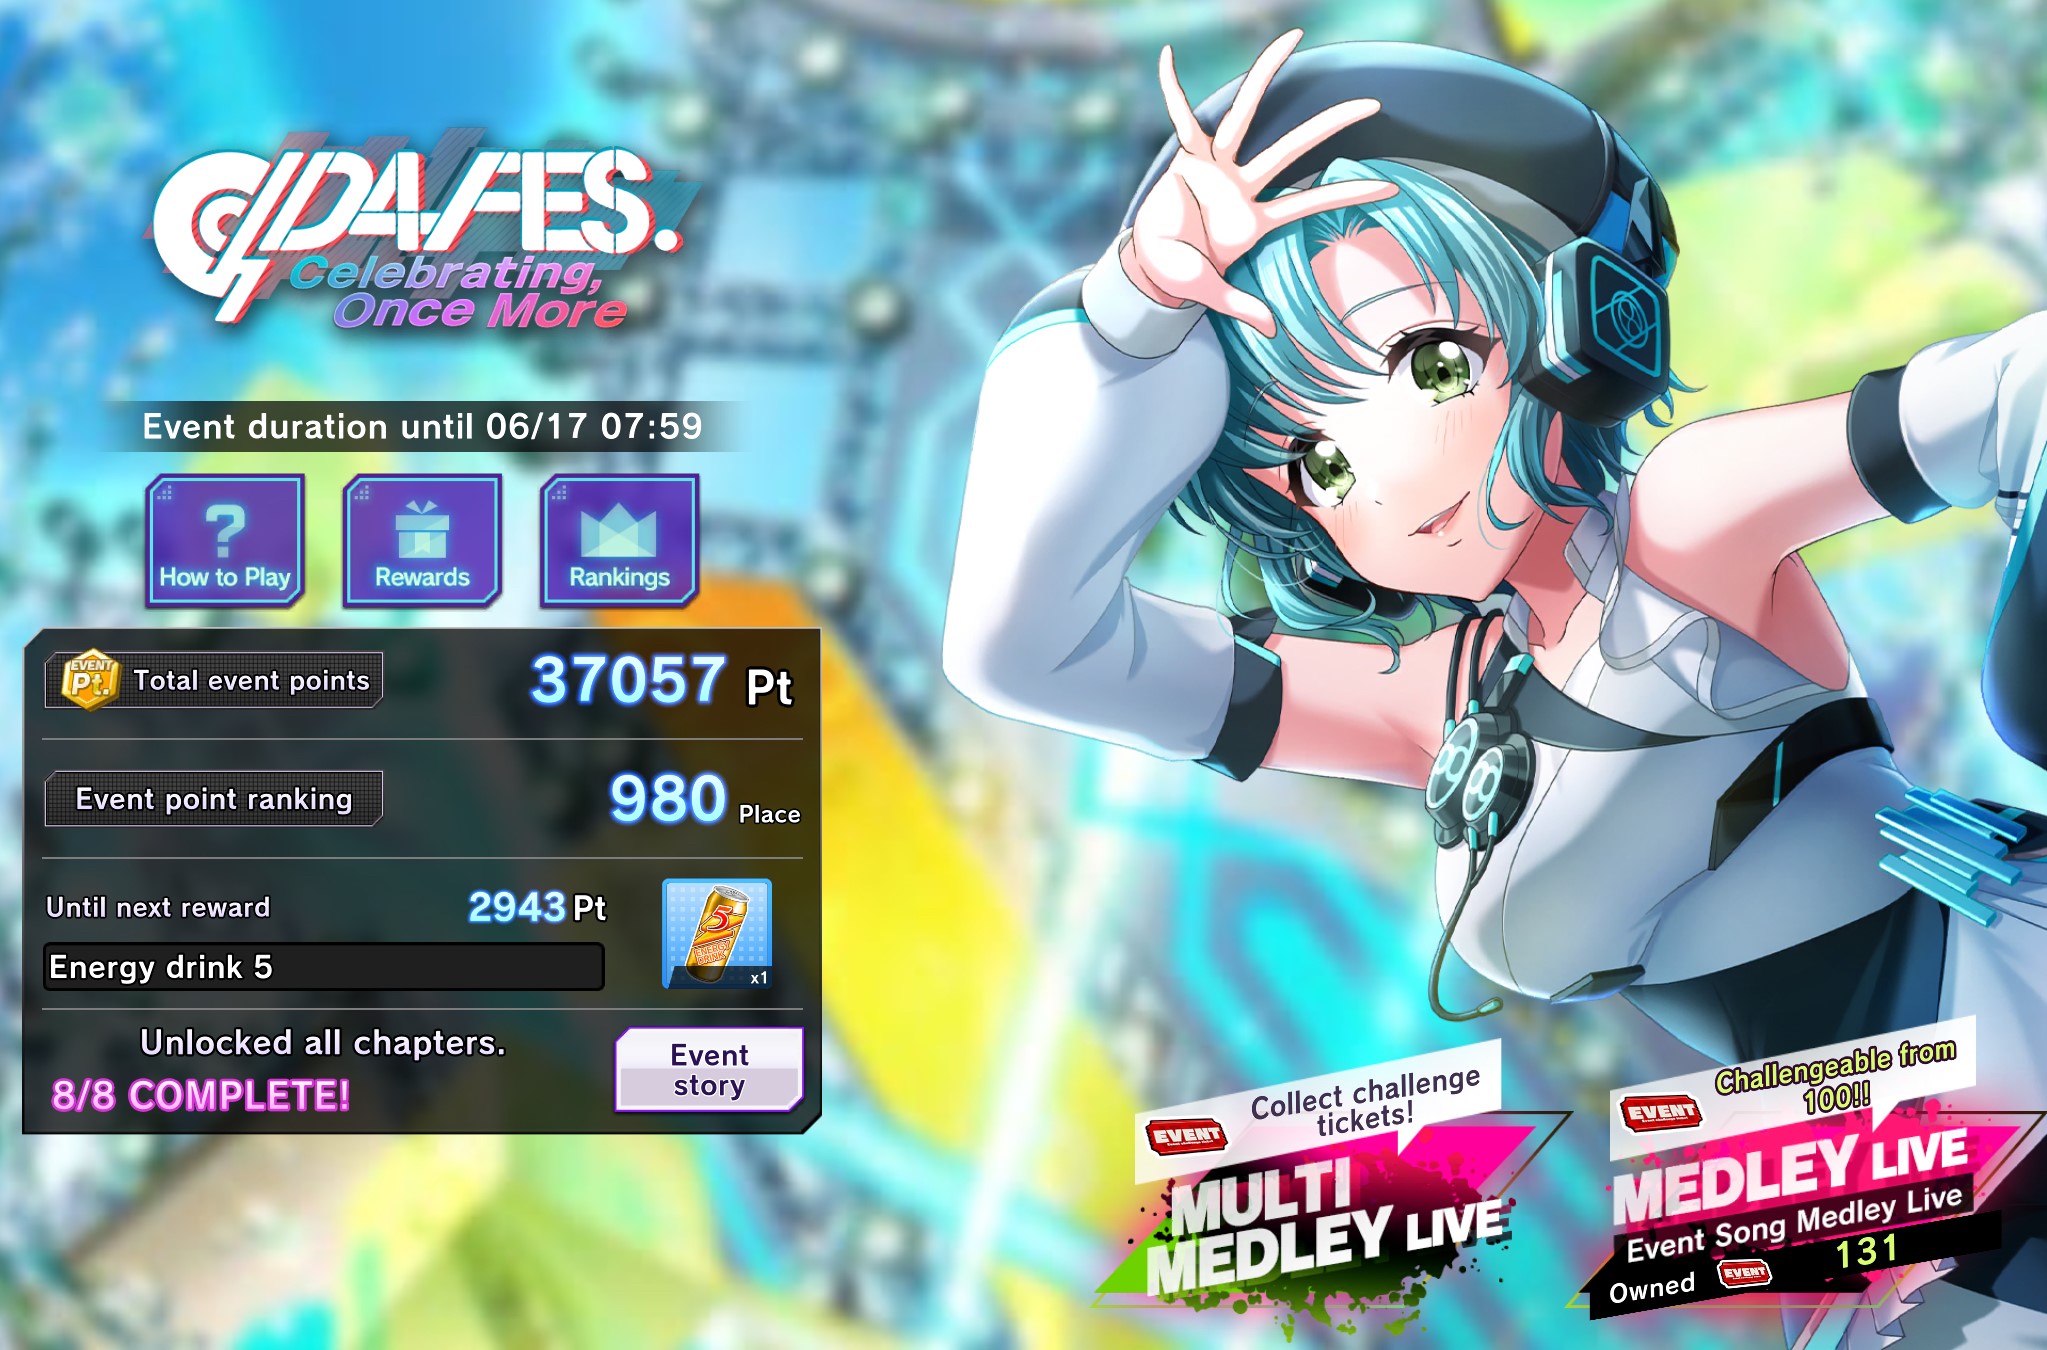 D4FES.
Celebrating,
Once More
Event duration until 06/17 07:59
?
How to Play
Rewards
Rankings
EVENT
Pt.
Total event points
37057 Pt
Event point ranking
980 Place
Until next reward
2943 Pt
5
ENERGY
DRINK
x1
Energy drink 5
Unlocked all chapters.
8/8 COMPLETE!
Event
story
EVENT
Collect challenge
tickets!
MULTI
MEDLEY LIVE
EVENT
Challengeable from
100!!
MEDLEY LIVE
Event Song Medley Live
Owned
EVENT
131